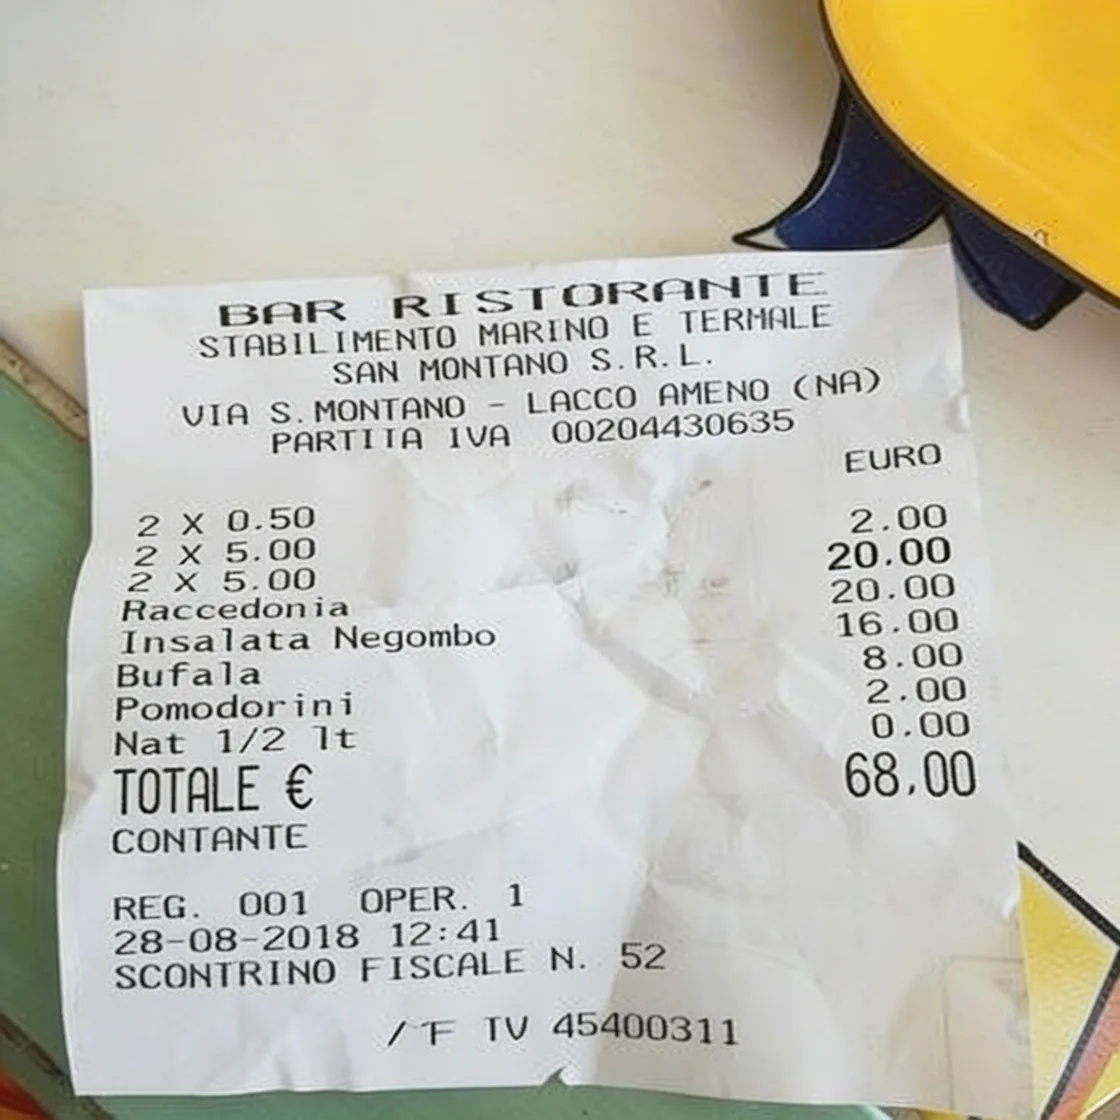 BAR RISTORANTE
STABILIMENTO MARINO E TERMALE
SAN MONTANO S.R.L.
VIA S.MONTANO - LACCO AMENO (NA)
PARTITA IVA 00204430635
EURO
2 X 0.50 2.00
2 X 5.00 20.00
2 X 5.00 20.00
Raccedonia 16.00
Insalata Negombo 8.00
Bufala 2.00
Pomodorini 0.00
Nat 1/2 lt
TOTALE € 68.00
CONTANTE
REG. 001 OPER. 1
28-08-2018 12:41
SCONTRINO FISCALE N. 52
/F TV 45400311